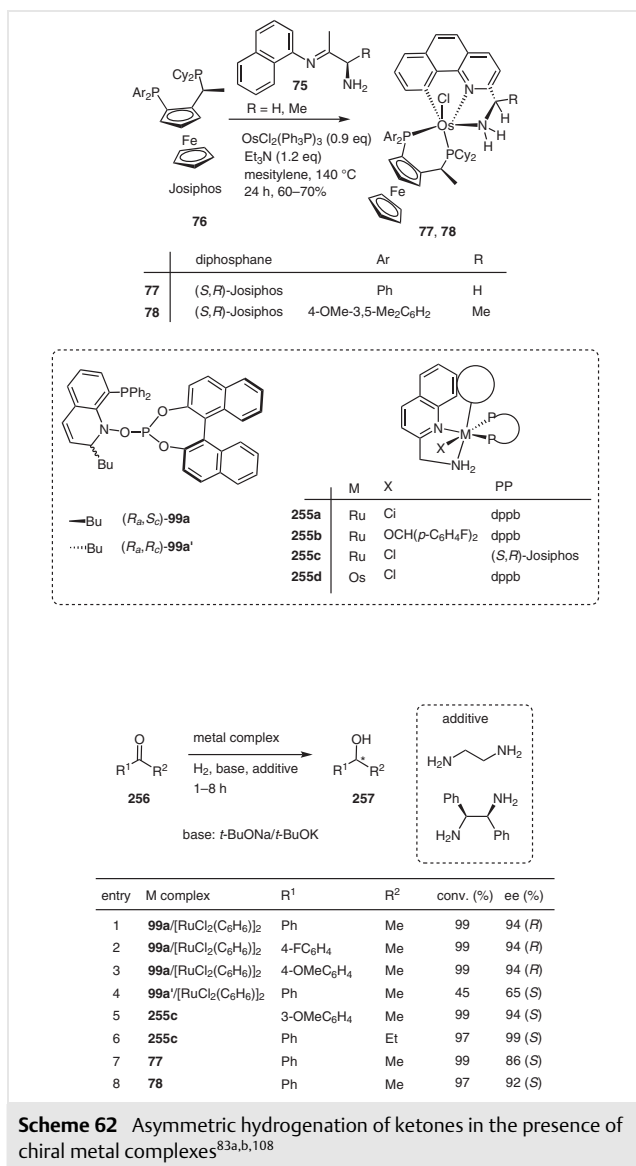 PCy₂
Ar₂P
Fe
Josiphos
76
N
R
NH₂
75
R = H, Me
OsCl₂(Ph₃P)₃ (0.9 eq)
Et₃N (1.2 eq)
mesitylene, 140 °C
24 h, 60–70%
Cl
N
R
H
Os
N H
H
Ar₂P
PCy₂
Fe
77, 78
diphosphane Ar R
77 (S,R)-Josiphos Ph H
78 (S,R)-Josiphos 4-OMe-3,5-Me₂C₆H₂ Me
PPh₂
N O P O
O
Bu
Bu (Rₐ,S꜀)-99a
Bu (Rₐ,R꜀)-99a'
N M P
P
X
NH₂
M X PP
255a Ru Ci dppb
255b Ru OCH(p-C₆H₄F)₂ dppb
255c Ru Cl (S,R)-Josiphos
255d Os Cl dppb
O
R¹ R²
256
metal complex
H₂, base, additive
1–8 h
OH
*
R¹ R²
257
base: t-BuONa/t-BuOK
additive
NH₂
H₂N
Ph NH₂
H₂N Ph
entry M complex R¹ R² conv. (%) ee (%)
1 99a/[RuCl₂(C₆H₆)]₂ Ph Me 99 94 (R)
2 99a/[RuCl₂(C₆H₆)]₂ 4-FC₆H₄ Me 99 94 (R)
3 99a/[RuCl₂(C₆H₆)]₂ 4-OMeC₆H₄ Me 99 94 (R)
4 99a'/[RuCl₂(C₆H₆)]₂ Ph Me 45 65 (S)
5 255c 3-OMeC₆H₄ Me 99 94 (S)
6 255c Ph Et 97 99 (S)
7 77 Ph Me 99 86 (S)
8 78 Ph Me 97 92 (S)
Scheme 62 Asymmetric hydrogenation of ketones in the presence of
chiral metal complexes⁸³ᵃ,ᵇ,¹⁰⁸